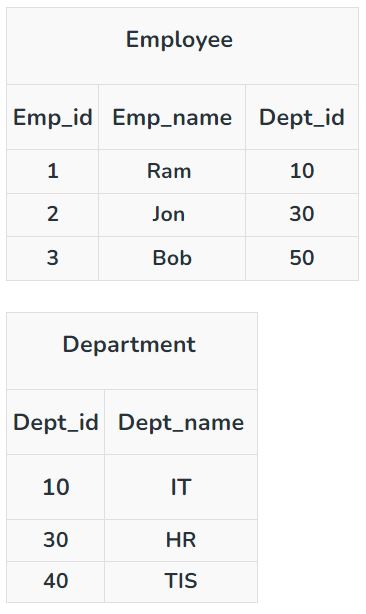 Employee
Emp_id Emp_name Dept_id
1 Ram 10
2 Jon 30
3 Bob 50
Department
Dept_id Dept_name
10 IT
30 HR
40 TIS